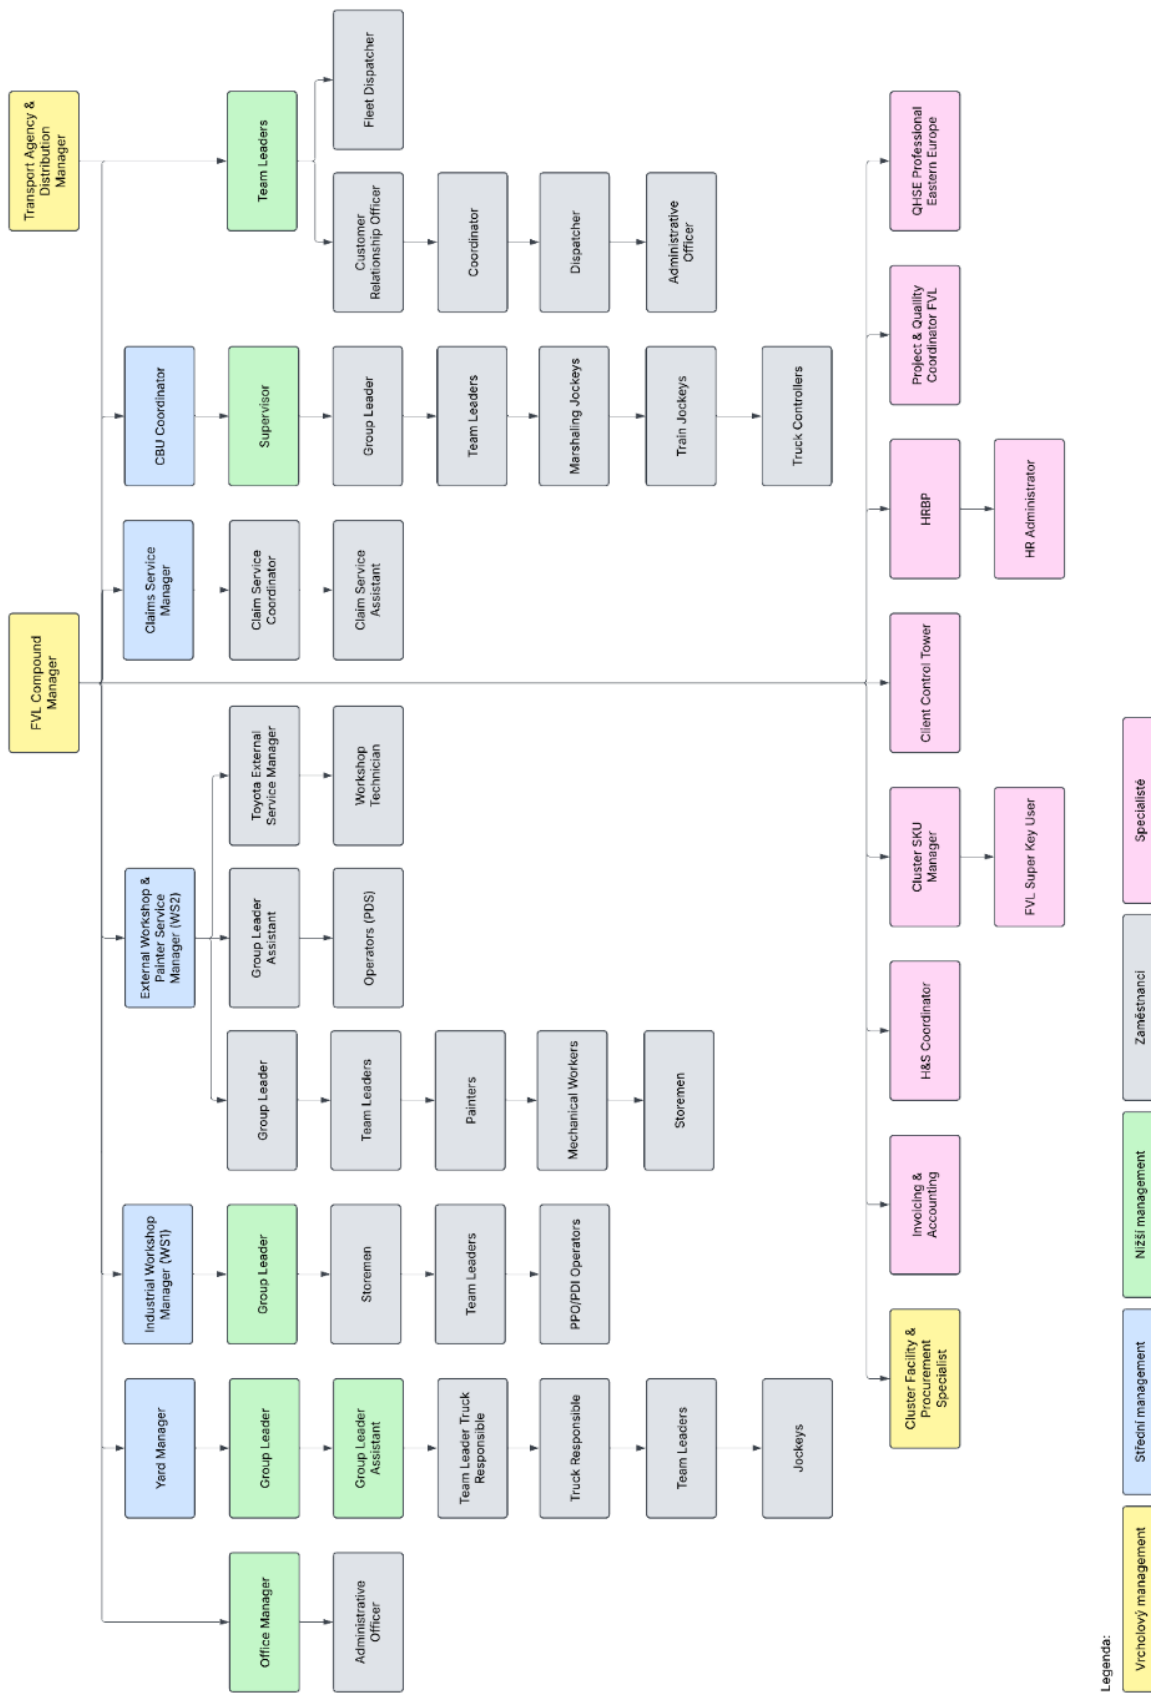 FVL Compound
Manager
Transport Agency &
Distribution
Manager
Yard Manager
Industrial Workshop
Manager (WS1)
External Workshop &
Painter Service
Manager (WS2)
Claims Service
Manager
CBU Coordinator
Office Manager
Group Leader
Group Leader
Group Leader
Group Leader
Assistant
Toyota External
Service Manager
Claim Service
Coordinator
Supervisor
Team Leaders
Administrative
Officer
Group Leader
Assistant
Storemen
Team Leaders
Operators (PDS)
Workshop
Technician
Claim Service
Assistant
Group Leader
Customer
Relationship Officer
Fleet Dispatcher
Team Leader Truck
Responsible
Team Leaders
Painters
Team Leaders
Coordinator
Truck Responsible
PPO/PDI Operators
Mechanical Workers
Marshaling Jockeys
Dispatcher
Team Leaders
Storemen
Train Jockeys
Administrative
Officer
Jockeys
Truck Controllers
Cluster Facility &
Procurement
Specialist
Invoicing &
Accounting
H&S Coordinator
Cluster SKU
Manager
Client Control Tower
HRBP
Project & Quaility
Coordinator FVL
QHSE Professional
Eastern Europe
FVL Super Key User
HR Administrator
Legenda:
Vrcholový management
Střední management
Nižší management
Zaměstnanci
Specialisté